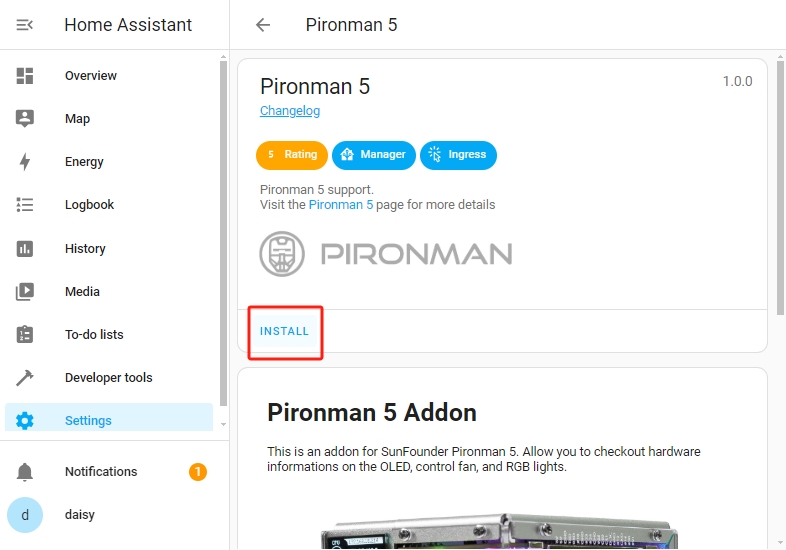 Home Assistant
Pironman 5
Overview
Map
Energy
Logbook
History
Media
To-do lists
Developer tools
Settings
Notifications
1
d
daisy
Pironman 5
1.0.0
Changelog
5 Rating
Manager
Ingress
Pironman 5 support.
Visit the Pironman 5 page for more details
PIRONMAN
INSTALL
Pironman 5 Addon
This is an addon for SunFounder Pironman 5. Allow you to checkout hardware
informations on the OLED, control fan, and RGB lights.